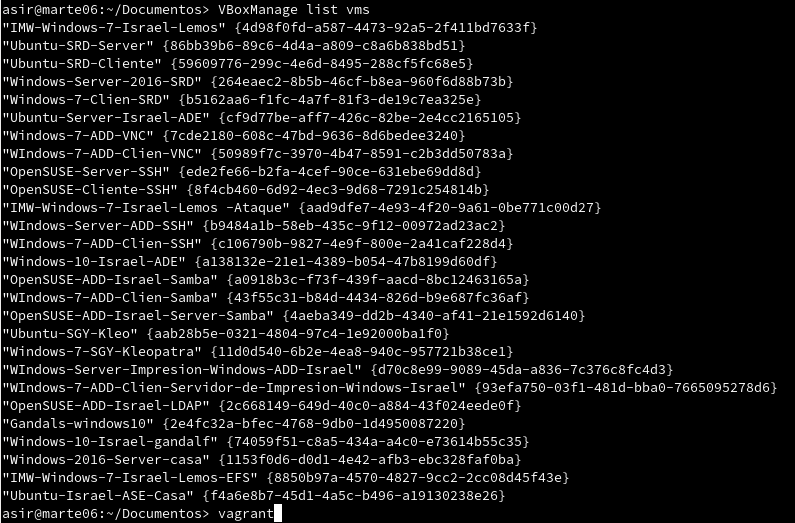 asir@marte06:~/Documentos> VBoxManage list vms
"IMW-Windows-7-Israel-Lemos" {4d98f0fd-a587-4473-92a5-2f411bd7633f}
"Ubuntu-SRD-Server" {86bb39b6-89c6-4d4a-a809-c8a6b838bd51}
"Ubuntu-SRD-Cliente" {59609776-299c-4e6d-8495-288cf5fc68e5}
"Windows-Server-2016-SRD" {264eaec2-8b5b-46cf-b8ea-960f6d88b73b}
"Windows-7-Clien-SRD" {b5162aa6-f1fc-4a7f-81f3-de19c7ea325e}
"Ubuntu-Server-Israel-ADE" {cf9d77be-aff7-426c-82be-2e4cc2165105}
"Windows-7-ADD-VNC" {7cde2180-608c-47bd-9636-8d6bedee3240}
"WIndows-7-ADD-Clien-VNC" {50989f7c-3970-4b47-8591-c2b3dd50783a}
"OpenSUSE-Server-SSH" {ede2fe66-b2fa-4cef-90ce-631ebe69dd8d}
"OpenSUSE-Cliente-SSH" {8f4cb460-6d92-4ec3-9d68-7291c254814b}
"IMW-Windows-7-Israel-Lemos -Ataque" {aad9dfe7-4e93-4f20-9a61-0be771c00d27}
"WIndows-Server-ADD-SSH" {b9484a1b-58eb-435c-9f12-00972ad23ac2}
"WIndows-7-ADD-Clien-SSH" {c106790b-9827-4e9f-800e-2a41caf228d4}
"Windows-10-Israel-ADE" {a138132e-21e1-4389-b054-47b8199d60df}
"OpenSUSE-ADD-Israel-Samba" {a0918b3c-f73f-439f-aacd-8bc12463165a}
"WIndows-7-ADD-Clien-Samba" {43f55c31-b84d-4434-826d-b9e687fc36af}
"OpenSUSE-ADD-Israel-Server-Samba" {4aeba349-dd2b-4340-af41-21e1592d6140}
"Ubuntu-SGY-Kleo" {aab28b5e-0321-4804-97c4-1e92000ba1f0}
"Windows-7-SGY-Kleopatra" {11d0d540-6b2e-4ea8-940c-957721b38ce1}
"WIndows-Server-Impresion-Windows-ADD-Israel" {d70c8e99-9089-45da-a836-7c376c8fc4d3}
"WIndows-7-ADD-Clien-Servidor-de-Impresion-Windows-Israel" {93efa750-03f1-481d-bba0-7665095278d6}
"OpenSUSE-ADD-Israel-LDAP" {2c668149-649d-40c0-a884-43f024eede0f}
"Gandals-windows10" {2e4fc32a-bfec-4768-9db0-1d4950087220}
"Windows-10-Israel-gandalf" {74059f51-c8a5-434a-a4c0-e73614b55c35}
"Windows-2016-Server-casa" {1153f0d6-d0d1-4e42-afb3-ebc328faf0ba}
"IMW-Windows-7-Israel-Lemos-EFS" {8850b97a-4570-4827-9cc2-2cc08d45f43e}
"Ubuntu-Israel-ASE-Casa" {f4a6e8b7-45d1-4a5c-b496-a19130238e26}
asir@marte06:~/Documentos> vagrant